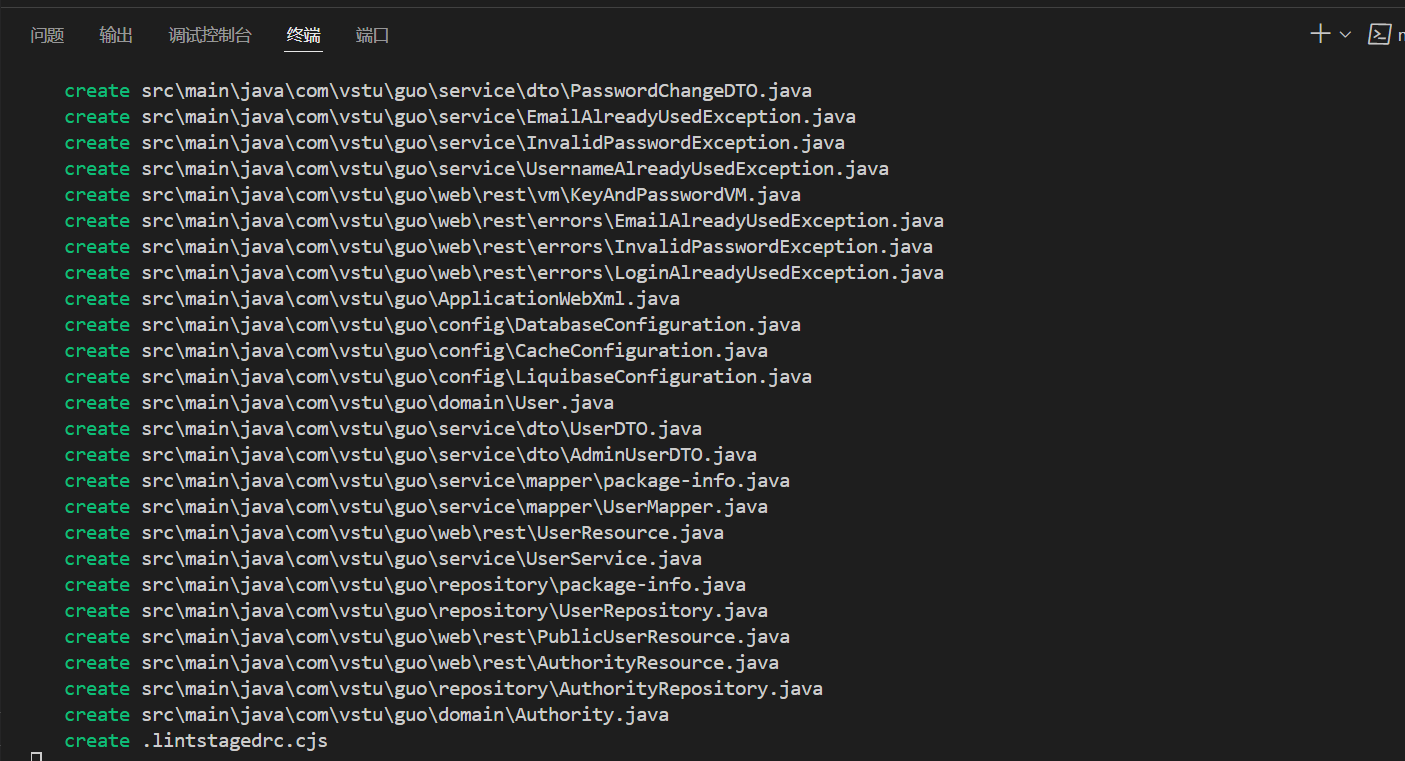 问题 输出 调试控制台 终端 端口
create src\main\java\com\vstu\guo\service\dto\PasswordChangeDTO.java
create src\main\java\com\vstu\guo\service\EmailAlreadyUsedException.java
create src\main\java\com\vstu\guo\service\InvalidPasswordException.java
create src\main\java\com\vstu\guo\service\UsernameAlreadyUsedException.java
create src\main\java\com\vstu\guo\web\rest\vm\KeyAndPasswordVM.java
create src\main\java\com\vstu\guo\web\rest\errors\EmailAlreadyUsedException.java
create src\main\java\com\vstu\guo\web\rest\errors\InvalidPasswordException.java
create src\main\java\com\vstu\guo\web\rest\errors\LoginAlreadyUsedException.java
create src\main\java\com\vstu\guo\ApplicationWebXml.java
create src\main\java\com\vstu\guo\config\DatabaseConfiguration.java
create src\main\java\com\vstu\guo\config\CacheConfiguration.java
create src\main\java\com\vstu\guo\config\LiquibaseConfiguration.java
create src\main\java\com\vstu\guo\domain\User.java
create src\main\java\com\vstu\guo\service\dto\UserDTO.java
create src\main\java\com\vstu\guo\service\dto\AdminUserDTO.java
create src\main\java\com\vstu\guo\service\mapper\package-info.java
create src\main\java\com\vstu\guo\service\mapper\UserMapper.java
create src\main\java\com\vstu\guo\web\rest\UserResource.java
create src\main\java\com\vstu\guo\service\UserService.java
create src\main\java\com\vstu\guo\repository\package-info.java
create src\main\java\com\vstu\guo\repository\UserRepository.java
create src\main\java\com\vstu\guo\web\rest\PublicUserResource.java
create src\main\java\com\vstu\guo\web\rest\AuthorityResource.java
create src\main\java\com\vstu\guo\repository\AuthorityRepository.java
create src\main\java\com\vstu\guo\domain\Authority.java
create .lintstagedrc.cjs